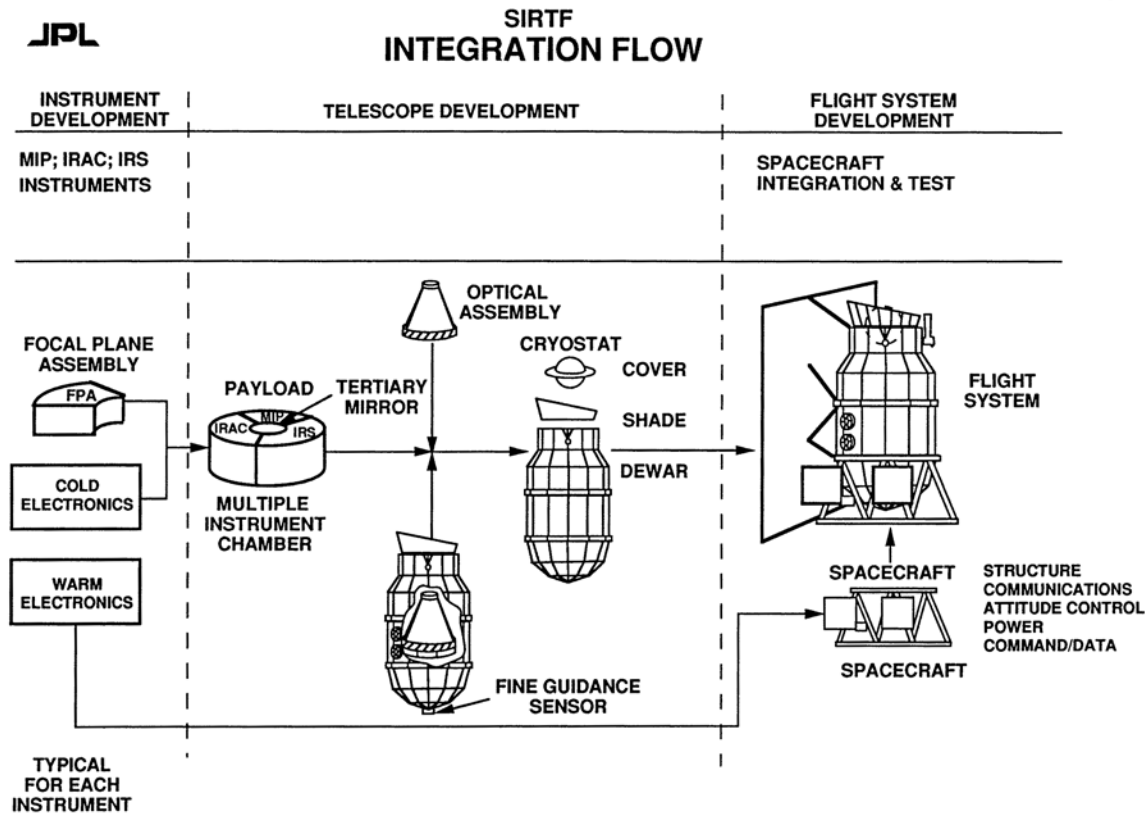 JPL
SIRTF
INTEGRATION FLOW
INSTRUMENT
DEVELOPMENT
TELESCOPE DEVELOPMENT
FLIGHT SYSTEM
DEVELOPMENT
MIP; IRAC; IRS
INSTRUMENTS
SPACECRAFT
INTEGRATION & TEST
FOCAL PLANE
ASSEMBLY
FPA
COLD
ELECTRONICS
WARM
ELECTRONICS
TYPICAL
FOR EACH
INSTRUMENT
PAYLOAD
TERTIARY
MIRROR
MIP
IRAC
IRS
MULTIPLE
INSTRUMENT
CHAMBER
OPTICAL
ASSEMBLY
FINE GUIDANCE
SENSOR
CRYOSTAT
COVER
SHADE
DEWAR
FLIGHT
SYSTEM
SPACECRAFT
SPACECRAFT
STRUCTURE
COMMUNICATIONS
ATTITUDE CONTROL
POWER
COMMAND/DATA